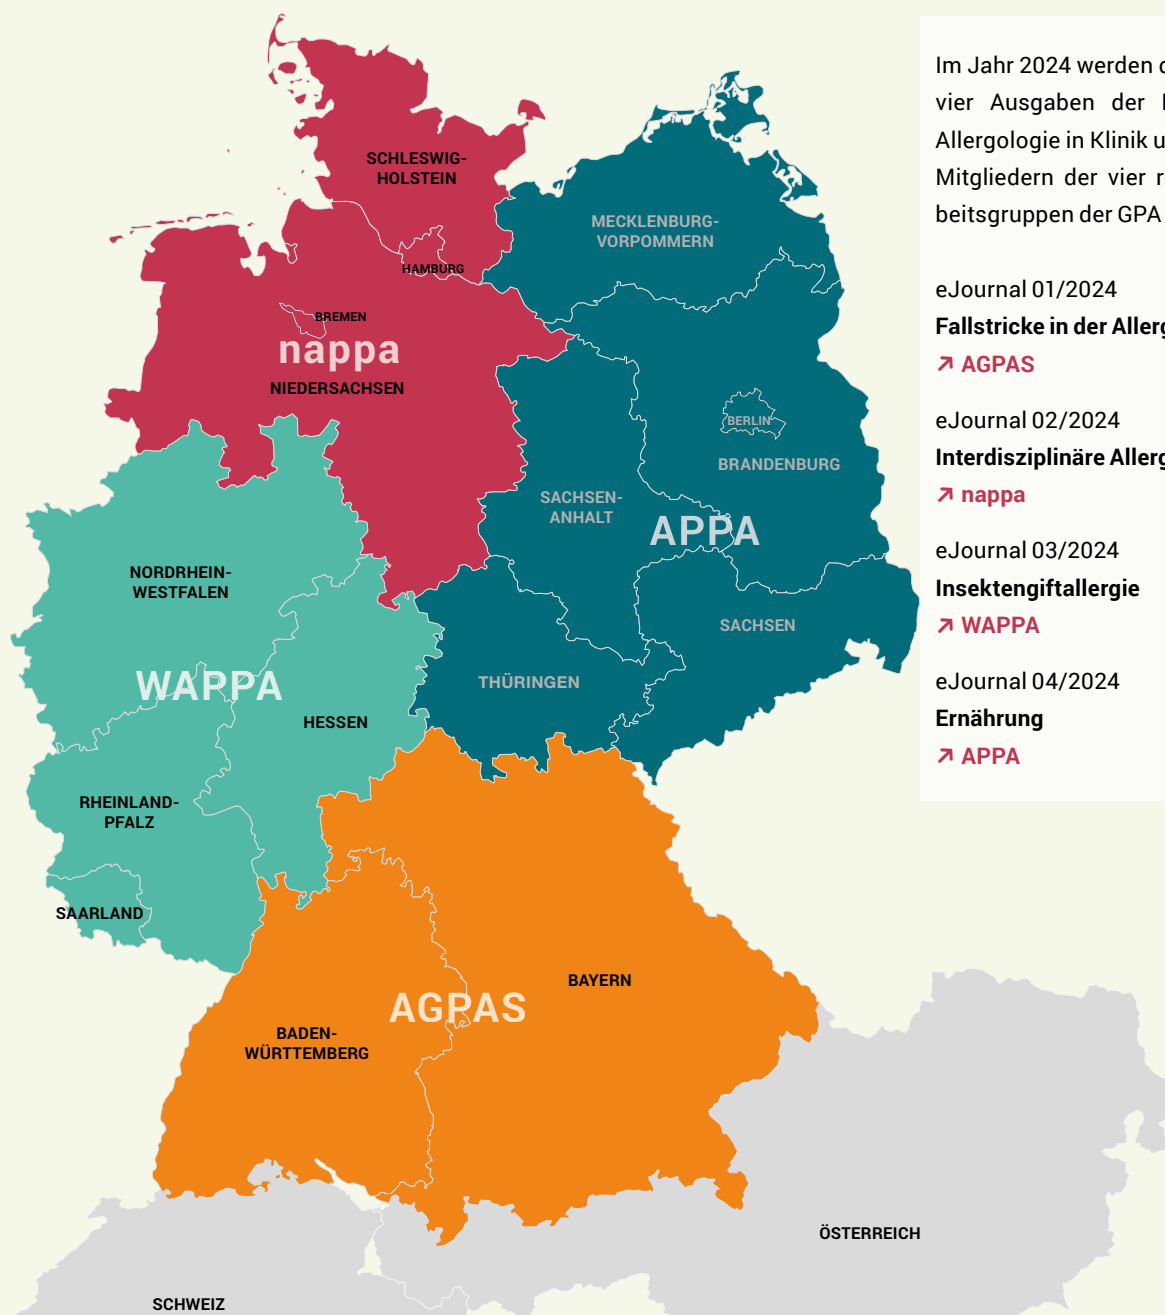 SCHLESWIG-
HOLSTEIN
MECKLENBURG-
VORPOMMERN
HAMBURG
BREMEN
nappa
NIEDERSACHSEN
BERLIN
BRANDENBURG
SACHSEN-
ANHALT
APPA
NORDRHEIN-
WESTFALEN
SACHSEN
WAPPA
THÜRINGEN
HESSEN
RHEINLAND-
PFALZ
SAARLAND
BAYERN
AGPAS
BADEN-
WÜRTTEMBERG
ÖSTERREICH
SCHWEIZ
Im Jahr 2024 werden
vier Ausgaben der
Allergologie in Klinik
Mitgliedern der vier
beitsgruppen der GPA
eJournal 01/2024
Fallstricke in der
↗ AGPAS
eJournal 02/2024
Interdisziplinäre
↗ nappa
eJournal 03/2024
Insektengiftallergie
↗ WAPPA
eJournal 04/2024
Ernährung
↗ APPA